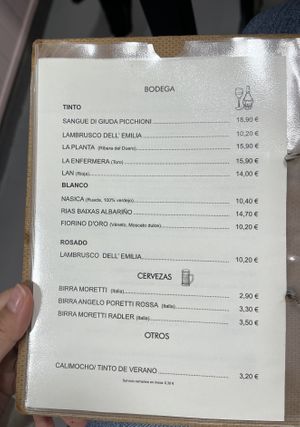 BODEGA
TINTO
SANGUE DI GIUDA PICCHIONI 15,90 €
LAMBRUSCO DELL' EMILIA 10,20 €
LA PLANTA (Ribera del Duero) 15,90 €
LA ENFERMERA (Toro) 15,90 €
LAN (Rioja) 14,00 €
BLANCO
NASICA (Rueda, 100% verdejo) 10,40 €
RIAS BAIXAS ALBARIÑO 14,70 €
FIORINO D'ORO (Véneto, Moscato dulce) 10,20 €
ROSADO
LAMBRUSCO DELL' EMILIA 10,20 €
CERVEZAS
BIRRA MORETTI (Italia) 2,90 €
BIRRA ANGELO PORETTI ROSSA (Italia) 3,30 €
BIRRA MORETTI RADLER (Italia) 3,50 €
OTROS
CALIMOCHO/ TINTO DE VERANO 3,20 €